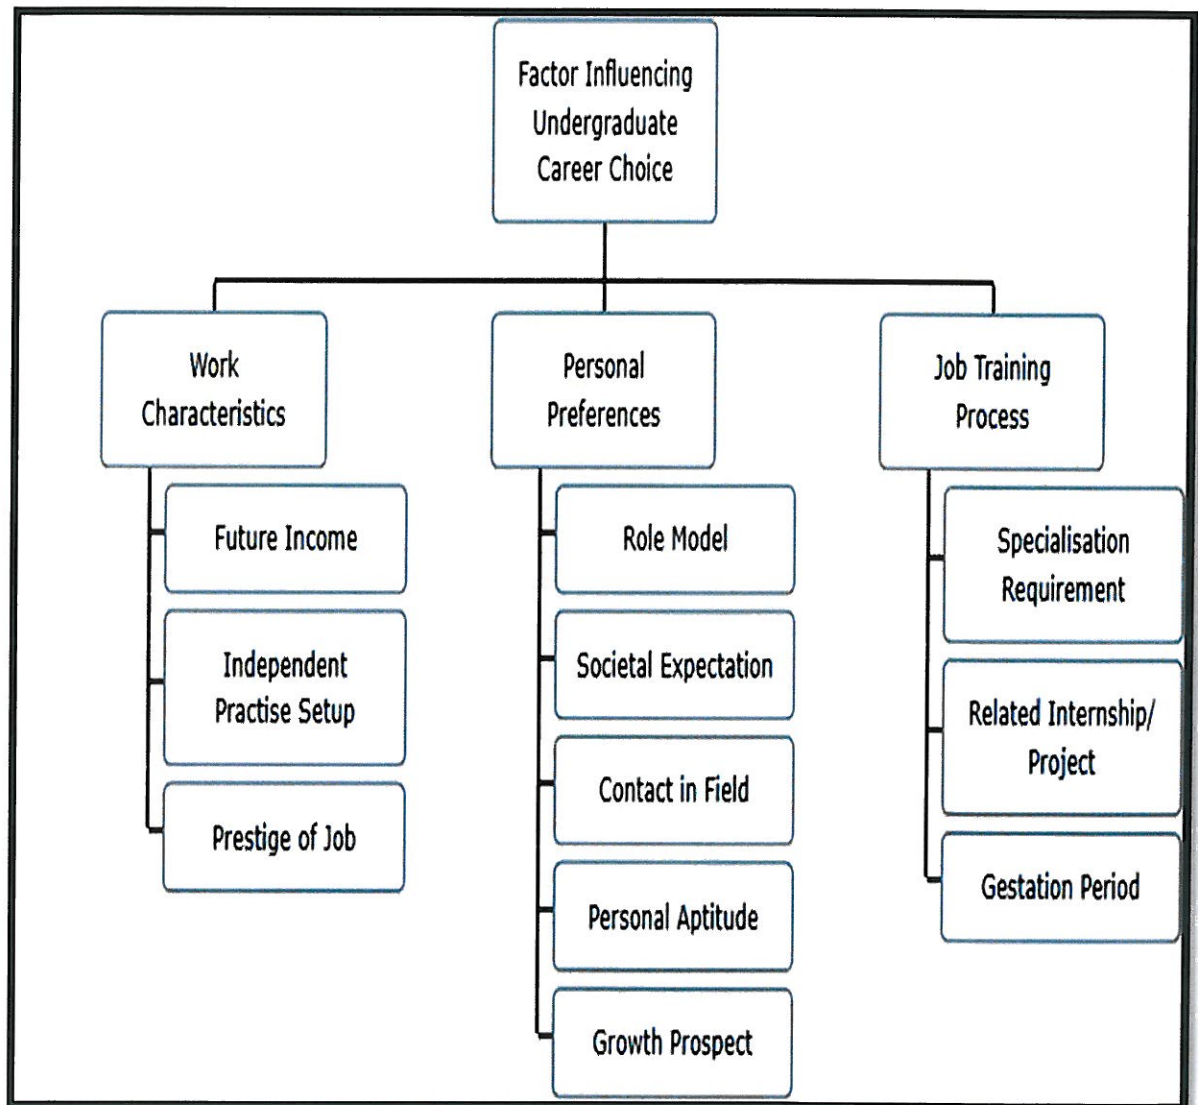 Factor Influencing
Undergraduate
Career Choice
Work
Characteristics
Future Income
Independent
Practise Setup
Prestige of Job
Personal
Preferences
Role Model
Societal Expectation
Contact in Field
Personal Aptitude
Growth Prospect
Job Training
Process
Specialisation
Requirement
Related Internship/
Project
Gestation Period